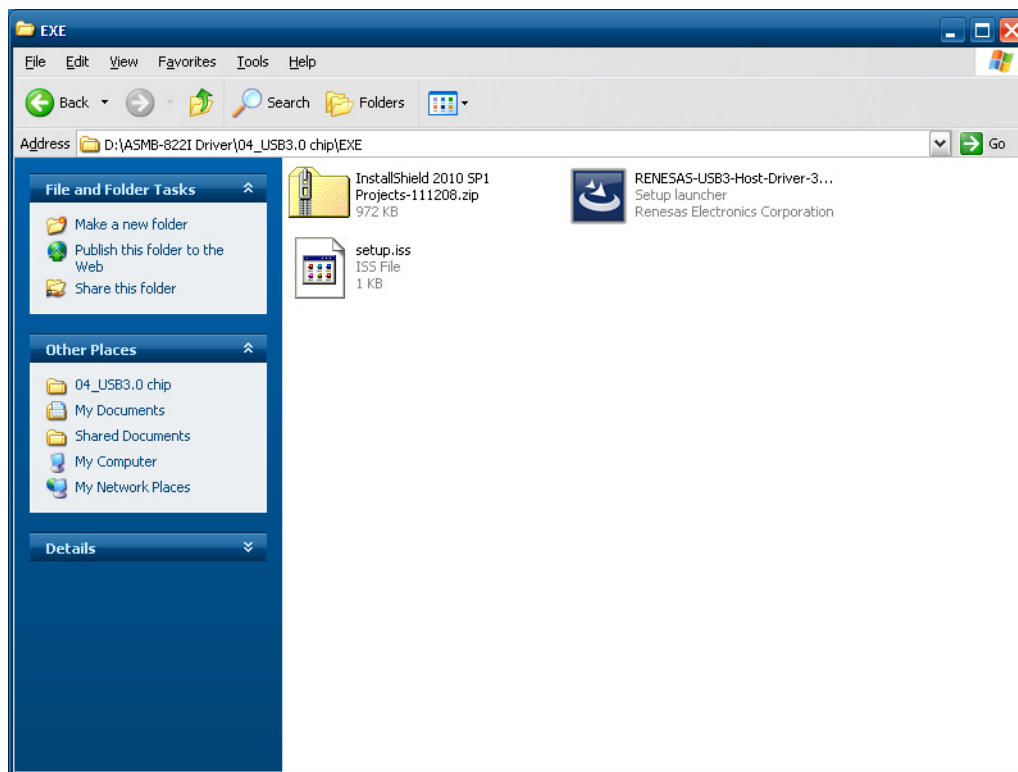 EXE
File Edit View Favorites Tools Help
Back Search Folders
Address D:\ASMB-822I Driver\04_USB3.0 chip\EXE Go
File and Folder Tasks
Make a new folder
Publish this folder to the
Web
Share this folder
Other Places
04_USB3.0 chip
My Documents
Shared Documents
My Computer
My Network Places
Details
InstallShield 2010 SP1
Projects-111208.zip
972 KB
RENESAS-USB3-Host-Driver-3...
Setup launcher
Renesas Electronics Corporation
setup.iss
ISS File
1 KB